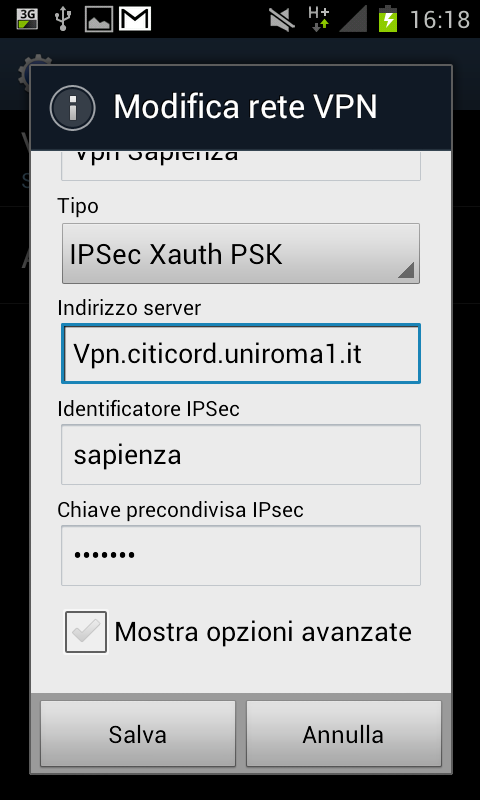 3G
H+
16:18
Modifica rete VPN
Vpn Sapienza
Tipo
IPSec Xauth PSK
Indirizzo server
Vpn.citicord.uniroma1.it
Identificatore IPSec
sapienza
Chiave precondivisa IPsec
•••••••
Mostra opzioni avanzate
Salva
Annulla